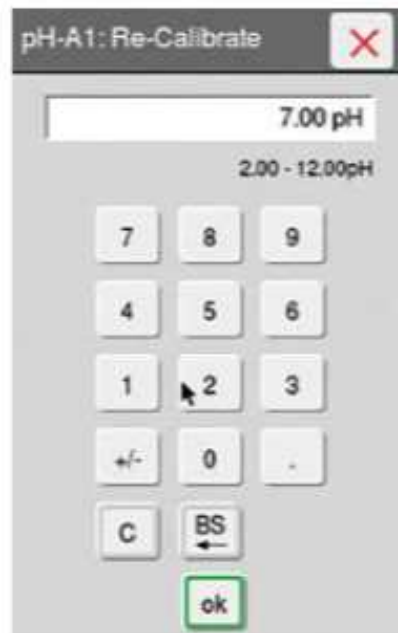 pH-A1: Re-Calibrate
7.00 pH
2.00 - 12.00pH
7 8 9
4 5 6
1 2 3
+/- 0 .
C BS
ok